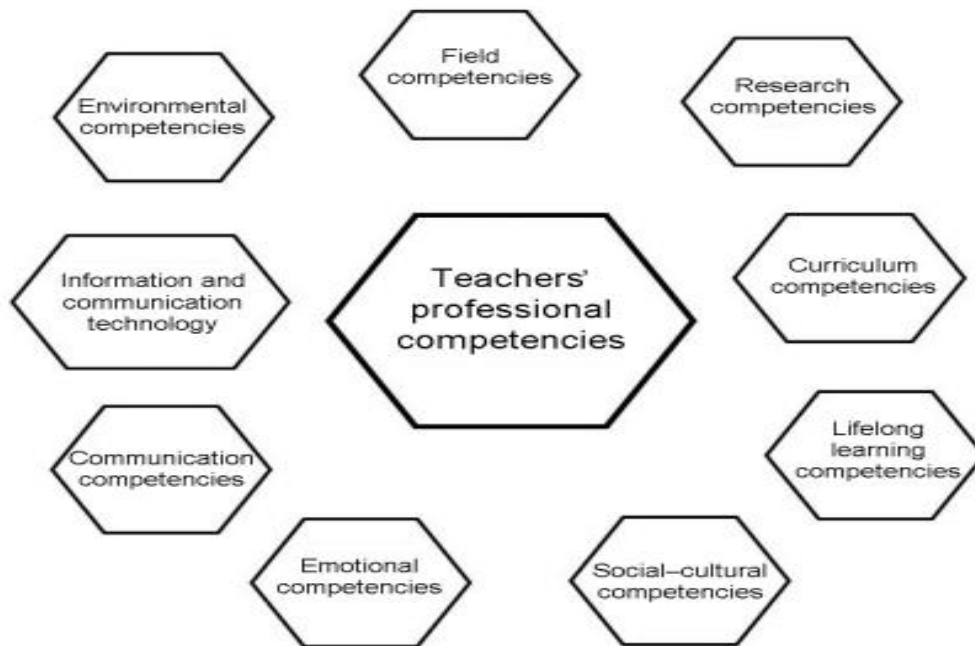 Field
competencies
Environmental
competencies
Research
competencies
Information and
communication
technology
Teachers'
professional
competencies
Curriculum
competencies
Communication
competencies
Lifelong
learning
competencies
Emotional
competencies
Social–cultural
competencies